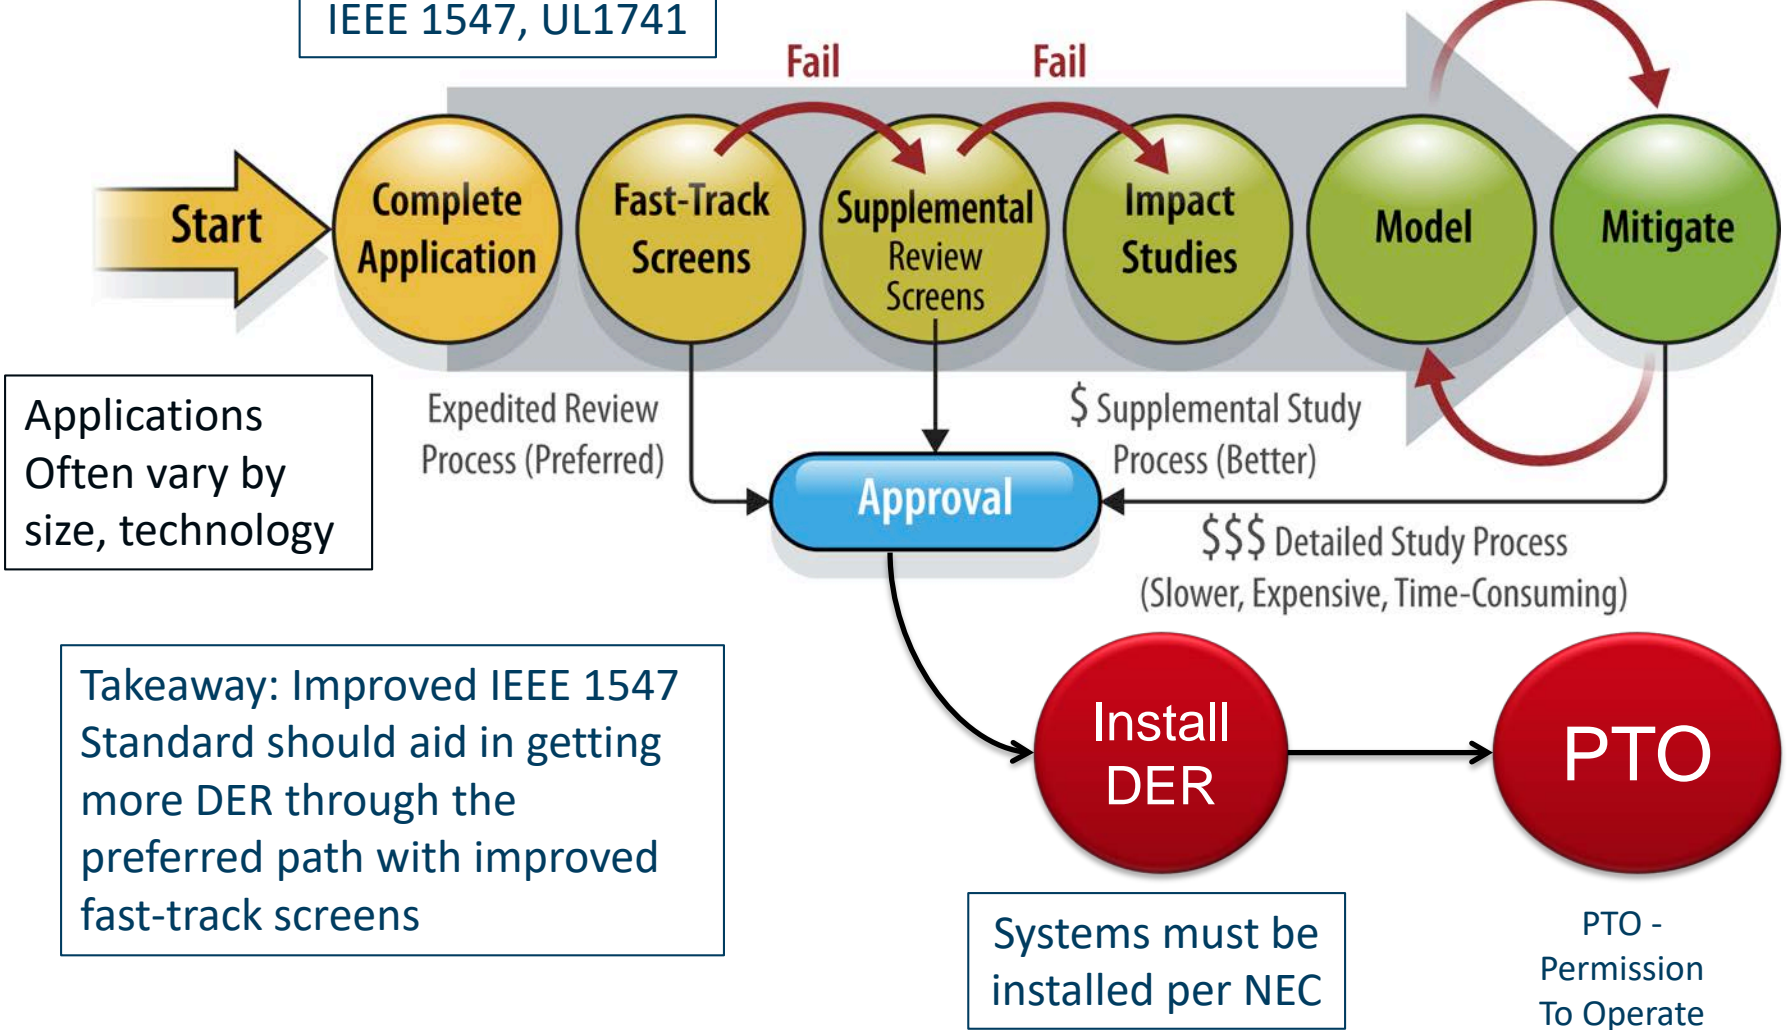 IEEE 1547, UL1741
Fail
Fail
Start
Complete
Application
Fast-Track
Screens
Supplemental
Review
Screens
Impact
Studies
Model
Mitigate
Applications
Often vary by
size, technology
Expedited Review
Process (Preferred)
$ Supplemental Study
Process (Better)
Approval
$$$ Detailed Study Process
(Slower, Expensive, Time-Consuming)
Takeaway: Improved IEEE 1547
Standard should aid in getting
more DER through the
preferred path with improved
fast-track screens
Install
DER
PTO
Systems must be
installed per NEC
PTO -
Permission
To Operate